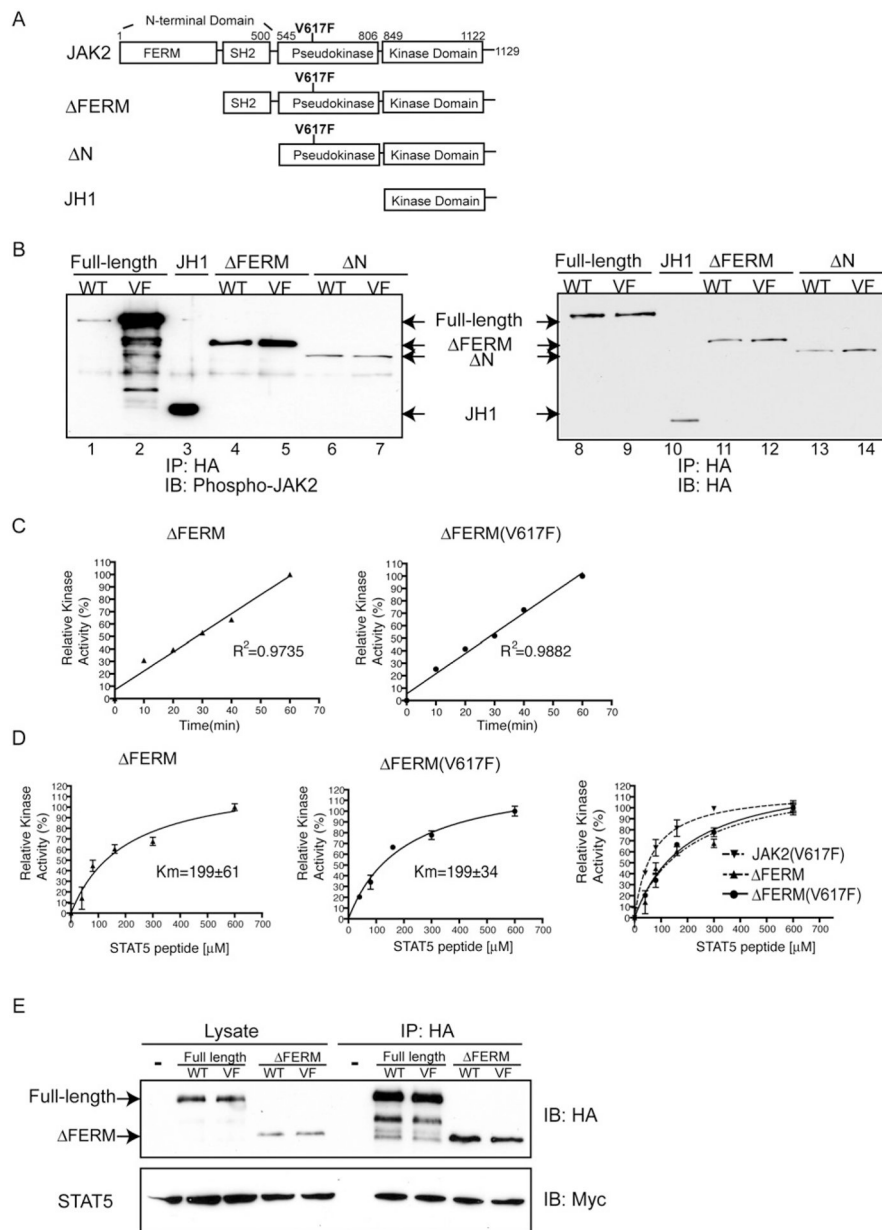 A
N-terminal Domain
V617F
1 500 545 806 849 1122
JAK2 FERM SH2 Pseudokinase Kinase Domain 1129
V617F
ΔFERM SH2 Pseudokinase Kinase Domain
V617F
ΔN Pseudokinase Kinase Domain
JH1 Kinase Domain
B
Full-length JH1 ΔFERM ΔN
WT VF WT VF WT VF
Full-length JH1 ΔFERM ΔN
WT VF WT VF WT VF
Full-length
ΔFERM
ΔN
JH1
1 2 3 4 5 6 7
IP: HA
IB: Phospho-JAK2
8 9 10 11 12 13 14
IP: HA
IB: HA
C
ΔFERM
Relative Kinase
Activity (%)
110
100
90
80
70
60
50
40
30
20
10
0
R2=0.9735
0 10 20 30 40 50 60 70
Time(min)
ΔFERM(V617F)
Relative Kinase
Activity (%)
110
100
90
80
70
60
50
40
30
20
10
0
R2=0.9882
0 10 20 30 40 50 60 70
Time(min)
D
ΔFERM
Relative Kinase
Activity (%)
120
110
100
90
80
70
60
50
40
30
20
10
0
Km=199±61
0 100 200 300 400 500 600 700
STAT5 peptide [μM]
ΔFERM(V617F)
Relative Kinase
Activity (%)
120
110
100
90
80
70
60
50
40
30
20
10
0
Km=199±34
0 100 200 300 400 500 600 700
STAT5 peptide [μM]
Relative Kinase
Activity (%)
120
110
100
90
80
70
60
50
40
30
20
10
0
JAK2(V617F)
ΔFERM
ΔFERM(V617F)
0 100 200 300 400 500 600 700
STAT5 peptide [μM]
E
Lysate IP: HA
- Full length ΔFERM - Full length ΔFERM
WT VF WT VF WT VF WT VF
Full-length
ΔFERM
IB: HA
STAT5 IB: Myc